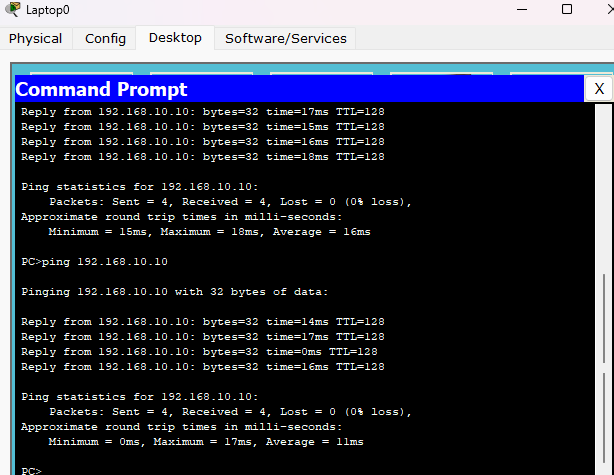 Laptop0
Physical Config Desktop Software/Services
Command Prompt X
Reply from 192.168.10.10: bytes=32 time=17ms TTL=128
Reply from 192.168.10.10: bytes=32 time=15ms TTL=128
Reply from 192.168.10.10: bytes=32 time=16ms TTL=128
Reply from 192.168.10.10: bytes=32 time=18ms TTL=128
Ping statistics for 192.168.10.10:
Packets: Sent = 4, Received = 4, Lost = 0 (0% loss),
Approximate round trip times in milli-seconds:
Minimum = 15ms, Maximum = 18ms, Average = 16ms
PC>ping 192.168.10.10
Pinging 192.168.10.10 with 32 bytes of data:
Reply from 192.168.10.10: bytes=32 time=14ms TTL=128
Reply from 192.168.10.10: bytes=32 time=17ms TTL=128
Reply from 192.168.10.10: bytes=32 time=0ms TTL=128
Reply from 192.168.10.10: bytes=32 time=16ms TTL=128
Ping statistics for 192.168.10.10:
Packets: Sent = 4, Received = 4, Lost = 0 (0% loss),
Approximate round trip times in milli-seconds:
Minimum = 0ms, Maximum = 17ms, Average = 11ms
PC>